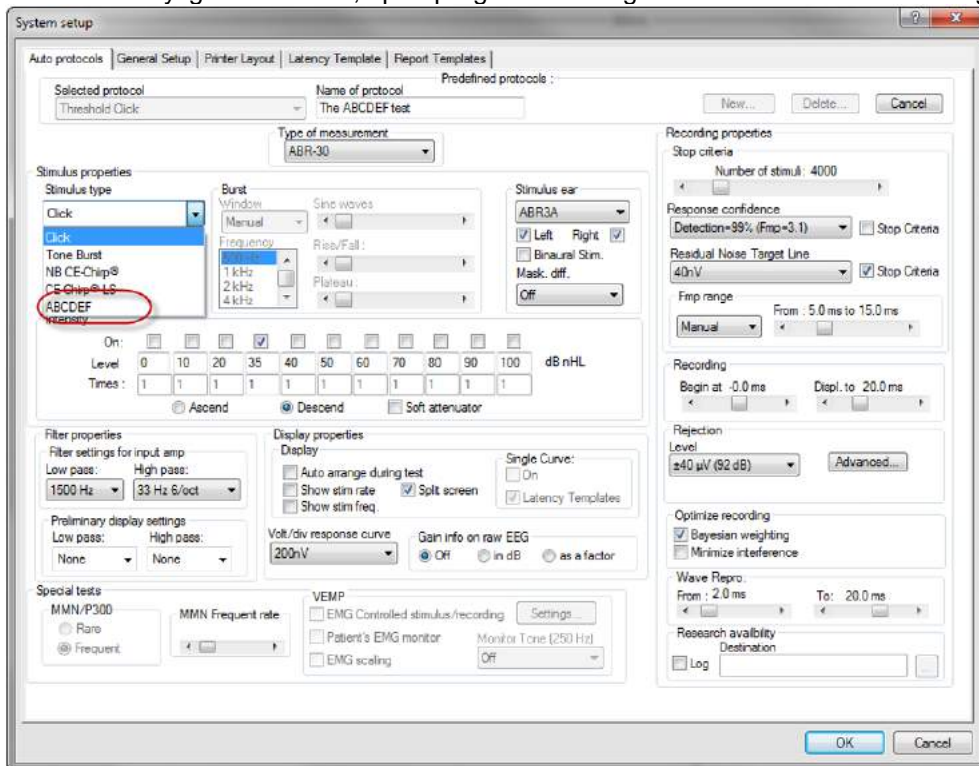 System setup
Auto protocols General Setup Printer Layout Latency Template Report Templates
Predefined protocols :
Selected protocol
Threshold Click
Name of protocol
The ABCDEF test
New... Delete... Cancel
Type of measurement
ABR-30
Stimulus properties
Stimulus type
Click
Click
Tone Burst
NB CE-Chirp®
CE-Chirp® LS
ABCDEF
Burst
Window
Manual
Frequency
500 Hz
1 kHz
2 kHz
4 kHz
Sine waves
Rise/Fall :
Plateau :
Stimulus ear
ABR3A
Left Right
Binaural Stim.
Mask. diff.
Off
Intensity
On:
Level 0 10 20 35 40 50 60 70 80 90 100 dB nHL
Times : 1 1 1 1 1 1 1 1 1 1 1
Ascend Descend Soft attenuator
Filter properties
Filter settings for input amp
Low pass: High pass:
1500 Hz 33 Hz 6/oct
Preliminary display settings
Low pass: High pass:
None None
Display properties
Display
Auto arrange during test
Show stim rate Split screen
Show stim freq.
Single Curve:
On
Latency Templates
Volt/div response curve
200nV
Gain info on raw EEG
Off in dB as a factor
Special tests
MMN/P300
Rare
Frequent
MMN Frequent rate
VEMP
EMG Controlled stimulus/recording Settings...
Patient's EMG monitor
EMG scaling
Monitor Tone (250 Hz)
Off
Recording properties
Stop criteria
Number of stimuli: 4000
Response confidence
Detection=99% (Fmp=3.1) Stop Criteria
Residual Noise Target Line
40nV Stop Criteria
Fmp range
From : 5.0 ms to 15.0 ms
Manual
Recording
Begin at -0.0 ms Displ. to 20.0 ms
Rejection
Level
±40 µV (92 dB) Advanced...
Optimize recording
Bayesian weighting
Minimize interference
Wave Repro.
From : 2.0 ms To: 20.0 ms
Research availbility
Destination
Log
...
OK Cancel